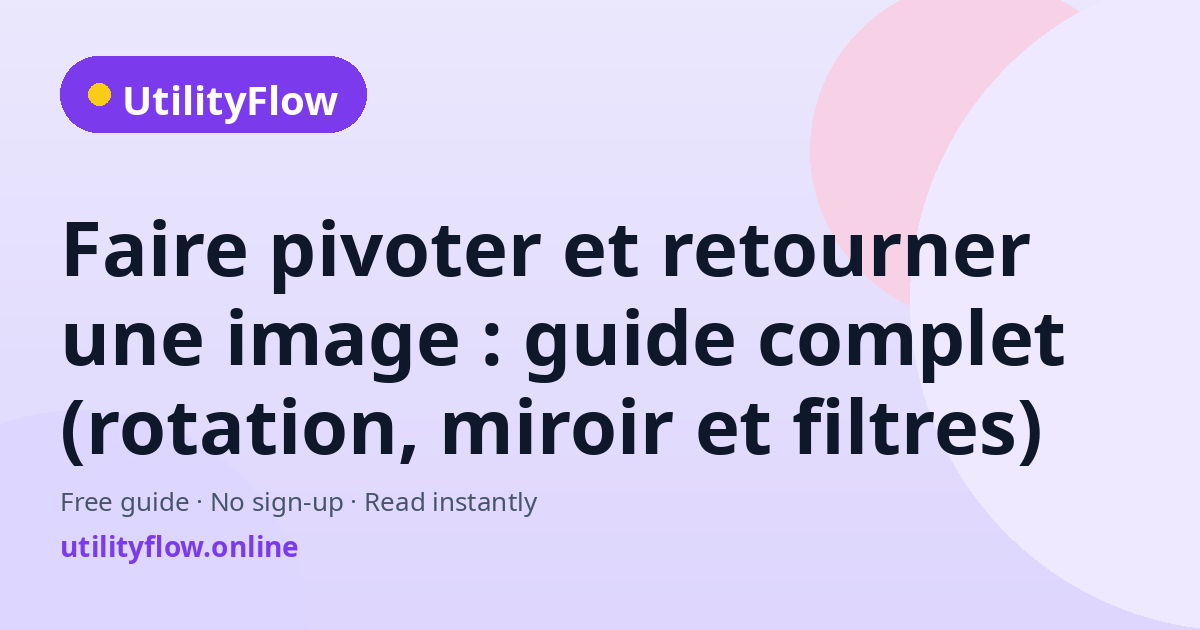 UtilityFlow
Faire pivoter et retourner
une image : guide complet
(rotation, miroir et filtres)
Free guide · No sign-up · Read instantly
utilityflow.online